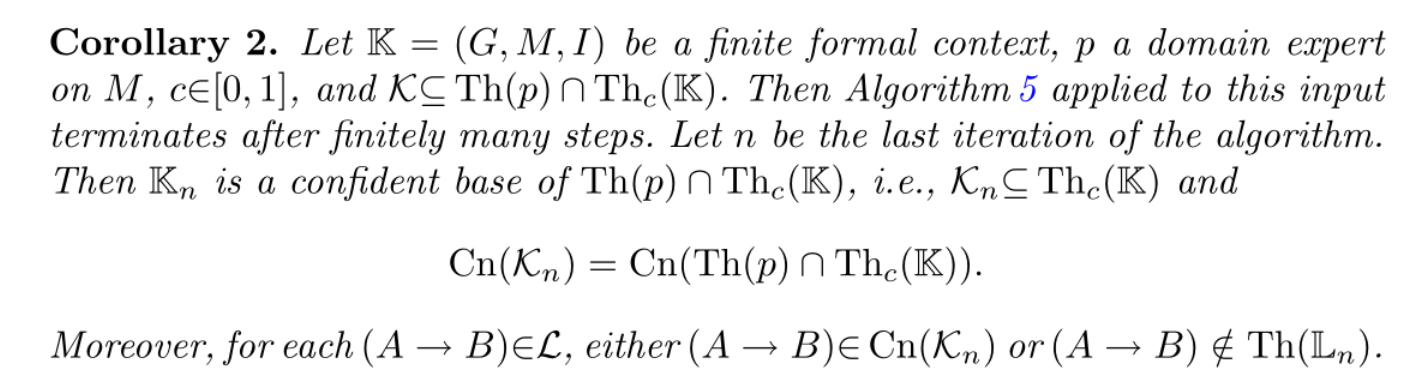 Corollary 2. Let 𝕂 = (G, M, I) be a finite formal context, p a domain expert
on M, c∈[0, 1], and 𝒦⊆ Th(p) ∩ Th_c(𝕂). Then Algorithm 5 applied to this input
terminates after finitely many steps. Let n be the last iteration of the algorithm.
Then 𝕂_n is a confident base of Th(p) ∩ Th_c(𝕂), i.e., 𝒦_n⊆ Th_c(𝕂) and
Cn(𝒦_n) = Cn(Th(p) ∩ Th_c(𝕂)).
Moreover, for each (A → B)∈ℒ, either (A → B)∈ Cn(𝒦_n) or (A → B) ∉ Th(𝕃_n).